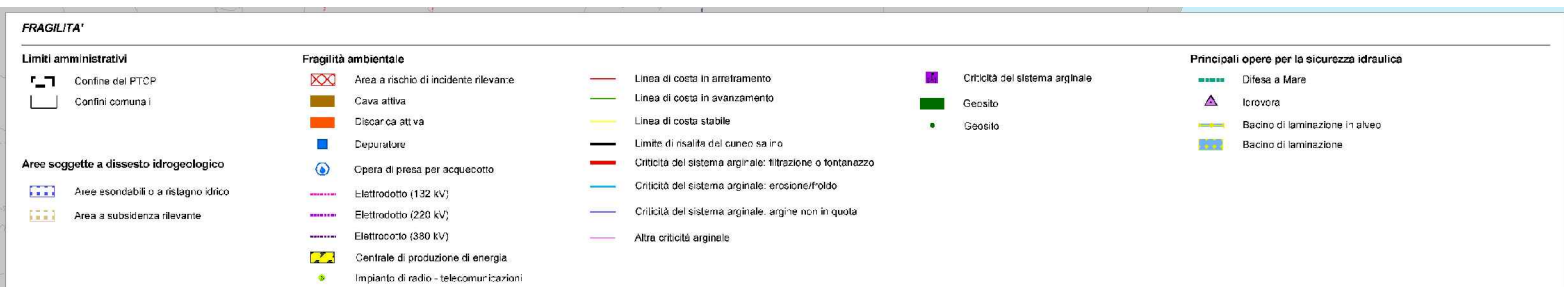 FRAGILITA'
Limiti amministrativi
Confine del PTCP
Confini comunali
Aree soggette a dissesto idrogeologico
Aree esondabili o a ristagno idrico
Area a subsidenza rilevante
Fragilità ambientale
Area a rischio di incidente rilevante
Cava attiva
Discarica attiva
Depuratore
Opera di presa per acquedotto
Elettrodotto (132 kV)
Elettrodotto (220 kV)
Elettrodotto (380 kV)
Centrale di produzione di energia
Impianto di radio - telecomunicazioni
Linea di costa in arretramento
Linea di costa in avanzamento
Linea di costa stabile
Limite di risalita del cuneo salino
Criticità del sistema arginale: filtrazione o fontanazzo
Criticità del sistema arginale: erosione/froldo
Criticità del sistema arginale: argine non in quota
Altra criticità arginale
Criticità del sistema arginale
Geosito
Geosito
Principali opere per la sicurezza idraulica
Difesa a Mare
Idrovora
Bacino di laminazione in alveo
Bacino di laminazione